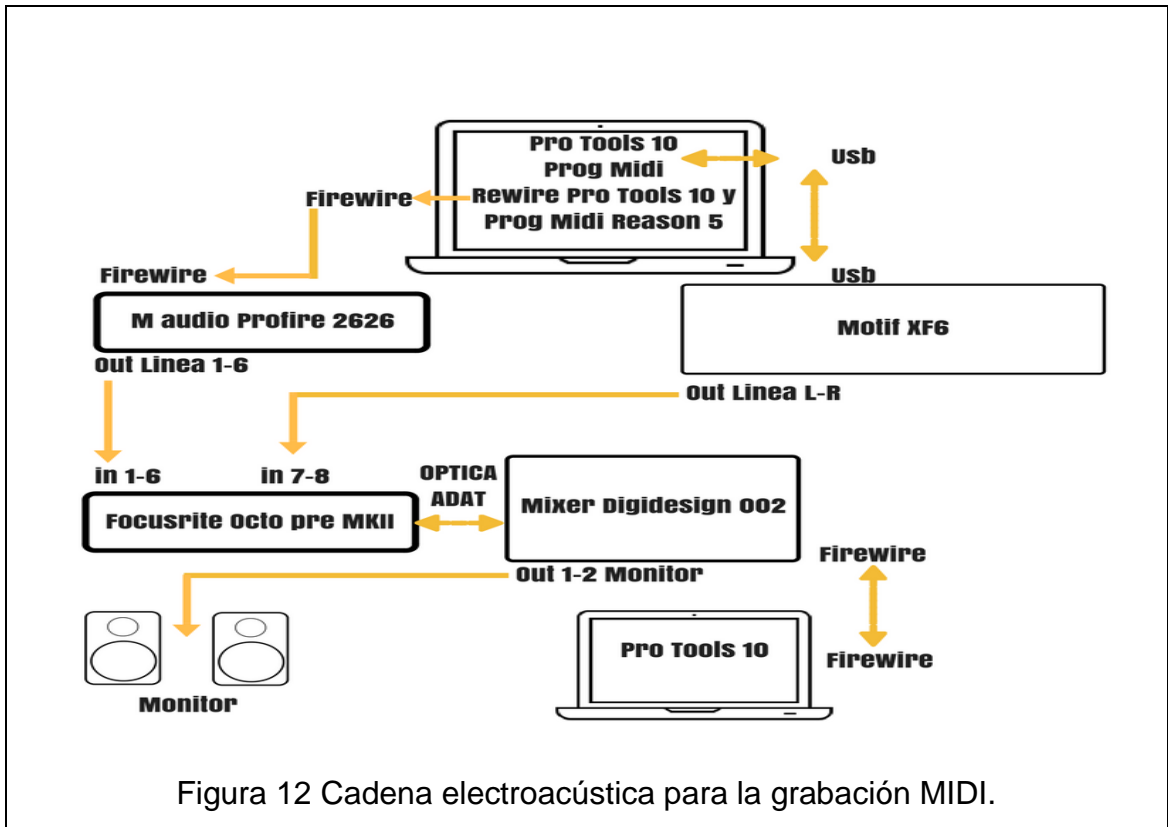 Pro Tools 10
Prog Midi
Rewire Pro Tools 10 y
Prog Midi Reason 5
Usb
Usb
Firewire
Firewire
M audio Profire 2626
Motif XF6
Out Linea 1-6
Out Linea L-R
in 1-6
in 7-8
OPTICA
ADAT
Focusrite Octo pre MKII
Mixer Digidesign 002
Out 1-2 Monitor
Firewire
Firewire
Pro Tools 10
Monitor
Figura 12 Cadena electroacústica para la grabación MIDI.